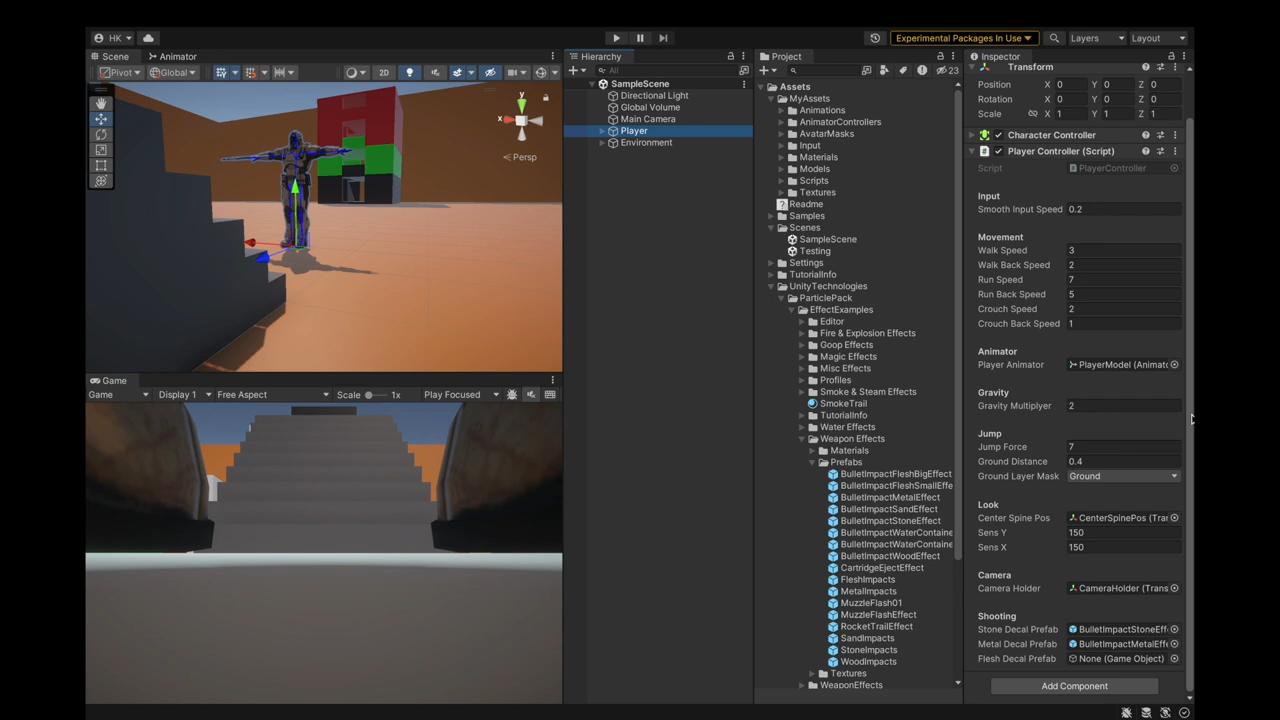 HK
Experimental Packages In Use
Layers
Layout
Scene
Animator
Pivot
Global
2D
y
x
Persp
Game
Game
Display 1
Free Aspect
Scale
1x
Play Focused
Hierarchy
All
SampleScene
Directional Light
Global Volume
Main Camera
Player
Environment
Project
23
Assets
MyAssets
Animations
AnimatorControllers
AvatarMasks
Input
Materials
Models
Scripts
Textures
Readme
Samples
Scenes
SampleScene
Testing
Settings
TutorialInfo
UnityTechnologies
ParticlePack
EffectExamples
Editor
Fire & Explosion Effects
Goop Effects
Magic Effects
Misc Effects
Profiles
Smoke & Steam Effects
SmokeTrail
TutorialInfo
Water Effects
Weapon Effects
Materials
Prefabs
BulletImpactFleshBigEffect
BulletImpactFleshSmallEffe
BulletImpactMetalEffect
BulletImpactSandEffect
BulletImpactStoneEffect
BulletImpactWaterContaine
BulletImpactWaterContaine
BulletImpactWoodEffect
CartridgeEjectEffect
FleshImpacts
MetalImpacts
MuzzleFlash01
MuzzleFlashEffect
RocketTrailEffect
SandImpacts
StoneImpacts
WoodImpacts
Textures
WeaponEffects
Inspector
Transform
Position X 0 Y 0 Z 0
Rotation X 0 Y 0 Z 0
Scale X 1 Y 1 Z 1
Character Controller
Player Controller (Script)
Script PlayerController
Input
Smooth Input Speed 0.2
Movement
Walk Speed 3
Walk Back Speed 2
Run Speed 7
Run Back Speed 5
Crouch Speed 2
Crouch Back Speed 1
Animator
Player Animator PlayerModel (Animato
Gravity
Gravity Multiplyer 2
Jump
Jump Force 7
Ground Distance 0.4
Ground Layer Mask Ground
Look
Center Spine Pos CenterSpinePos (Tran
Sens Y 150
Sens X 150
Camera
Camera Holder CameraHolder (Trans
Shooting
Stone Decal Prefab BulletImpactStoneEff
Metal Decal Prefab BulletImpactMetalEffe
Flesh Decal Prefab None (Game Object)
Add Component